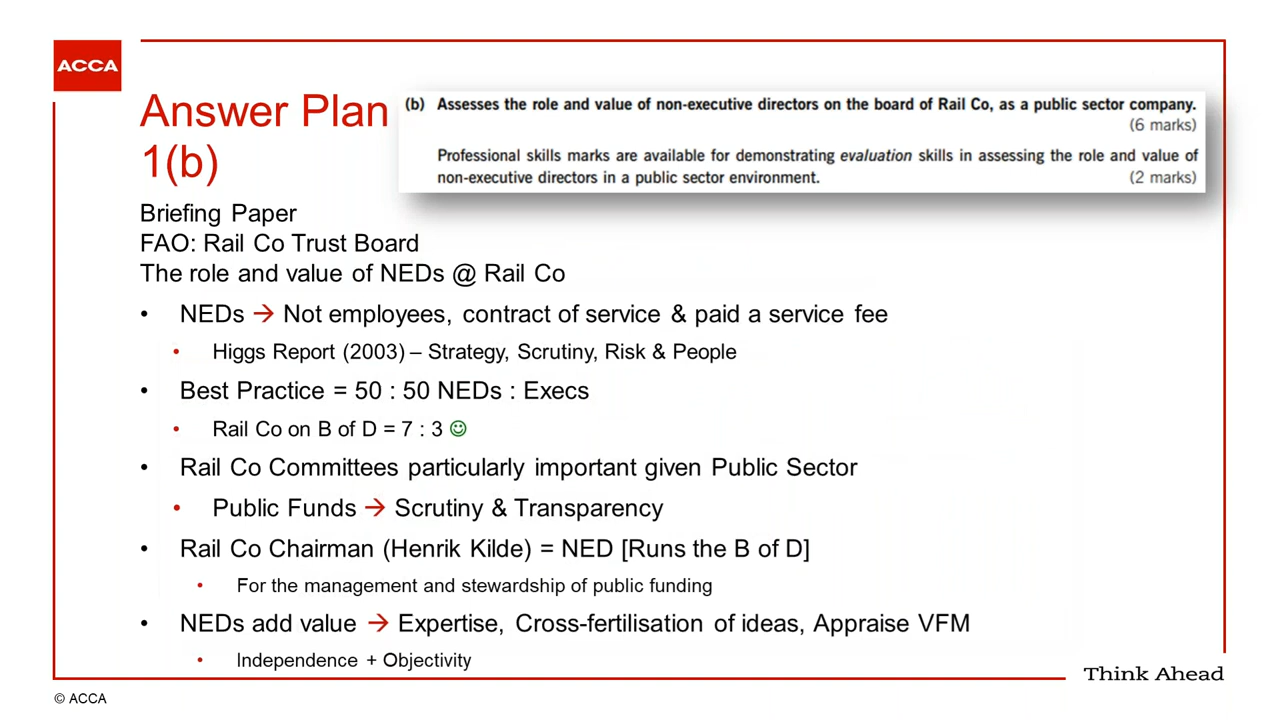 ACCA
Answer Plan
1(b)
(b) Assesses the role and value of non-executive directors on the board of Rail Co, as a public sector company.
(6 marks)
Professional skills marks are available for demonstrating evaluation skills in assessing the role and value of
non-executive directors in a public sector environment. (2 marks)
Briefing Paper
FAO: Rail Co Trust Board
The role and value of NEDs @ Rail Co
• NEDs → Not employees, contract of service & paid a service fee
• Higgs Report (2003) – Strategy, Scrutiny, Risk & People
• Best Practice = 50 : 50 NEDs : Execs
• Rail Co on B of D = 7 : 3 ☺
• Rail Co Committees particularly important given Public Sector
• Public Funds → Scrutiny & Transparency
• Rail Co Chairman (Henrik Kilde) = NED [Runs the B of D]
• For the management and stewardship of public funding
• NEDs add value → Expertise, Cross-fertilisation of ideas, Appraise VFM
• Independence + Objectivity
Think Ahead
© ACCA